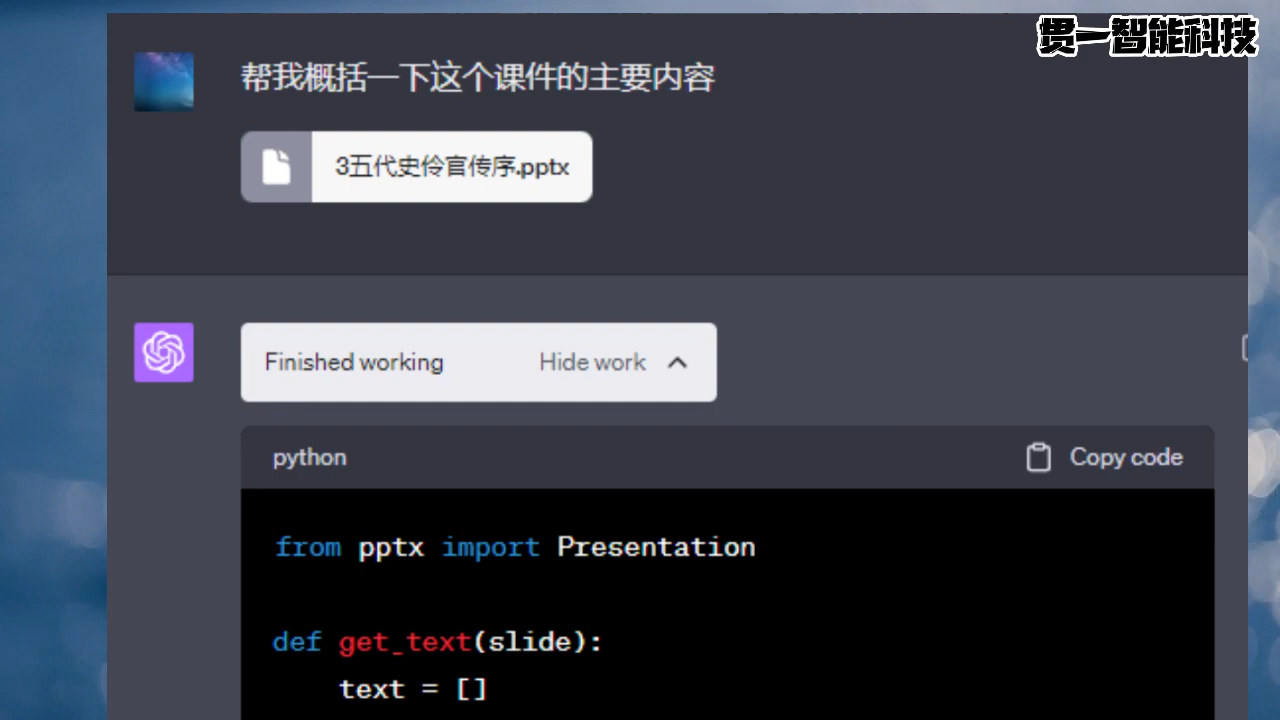 贯一智能科技
帮我概括一下这个课件的主要内容
3五代史伶官传序.pptx
Finished working Hide work
python Copy code
from pptx import Presentation
def get_text(slide):
text = []